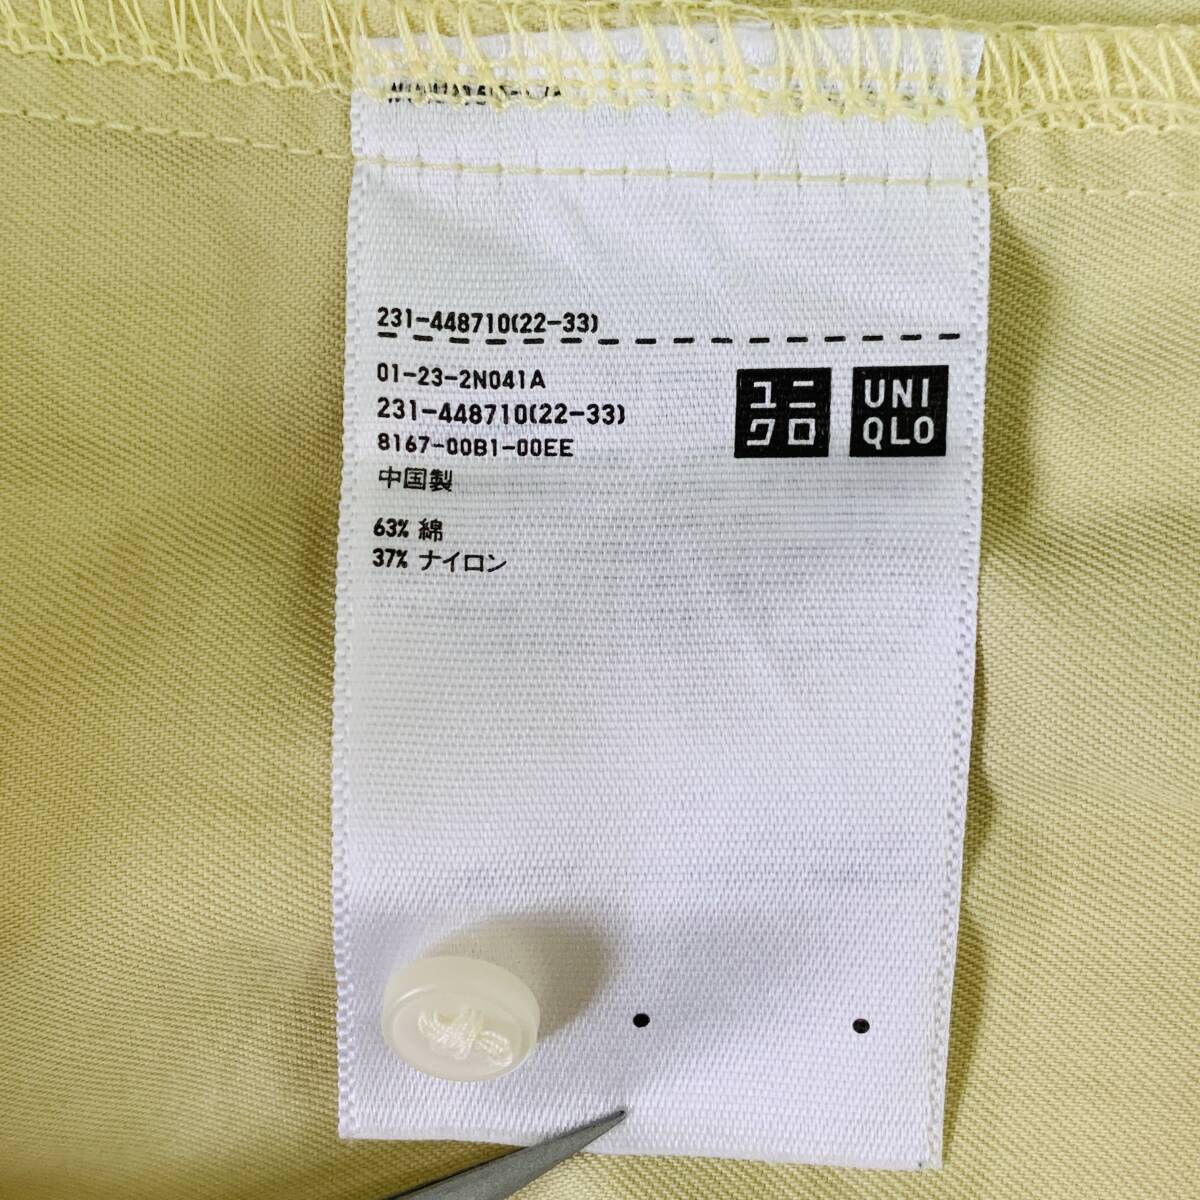 231-448710(22-33)
01-23-2N041A
231-448710(22-33)
8167-00B1-00EE
中国製
63% 綿
37% ナイロン
ユニ
クロ
UNI
QLO